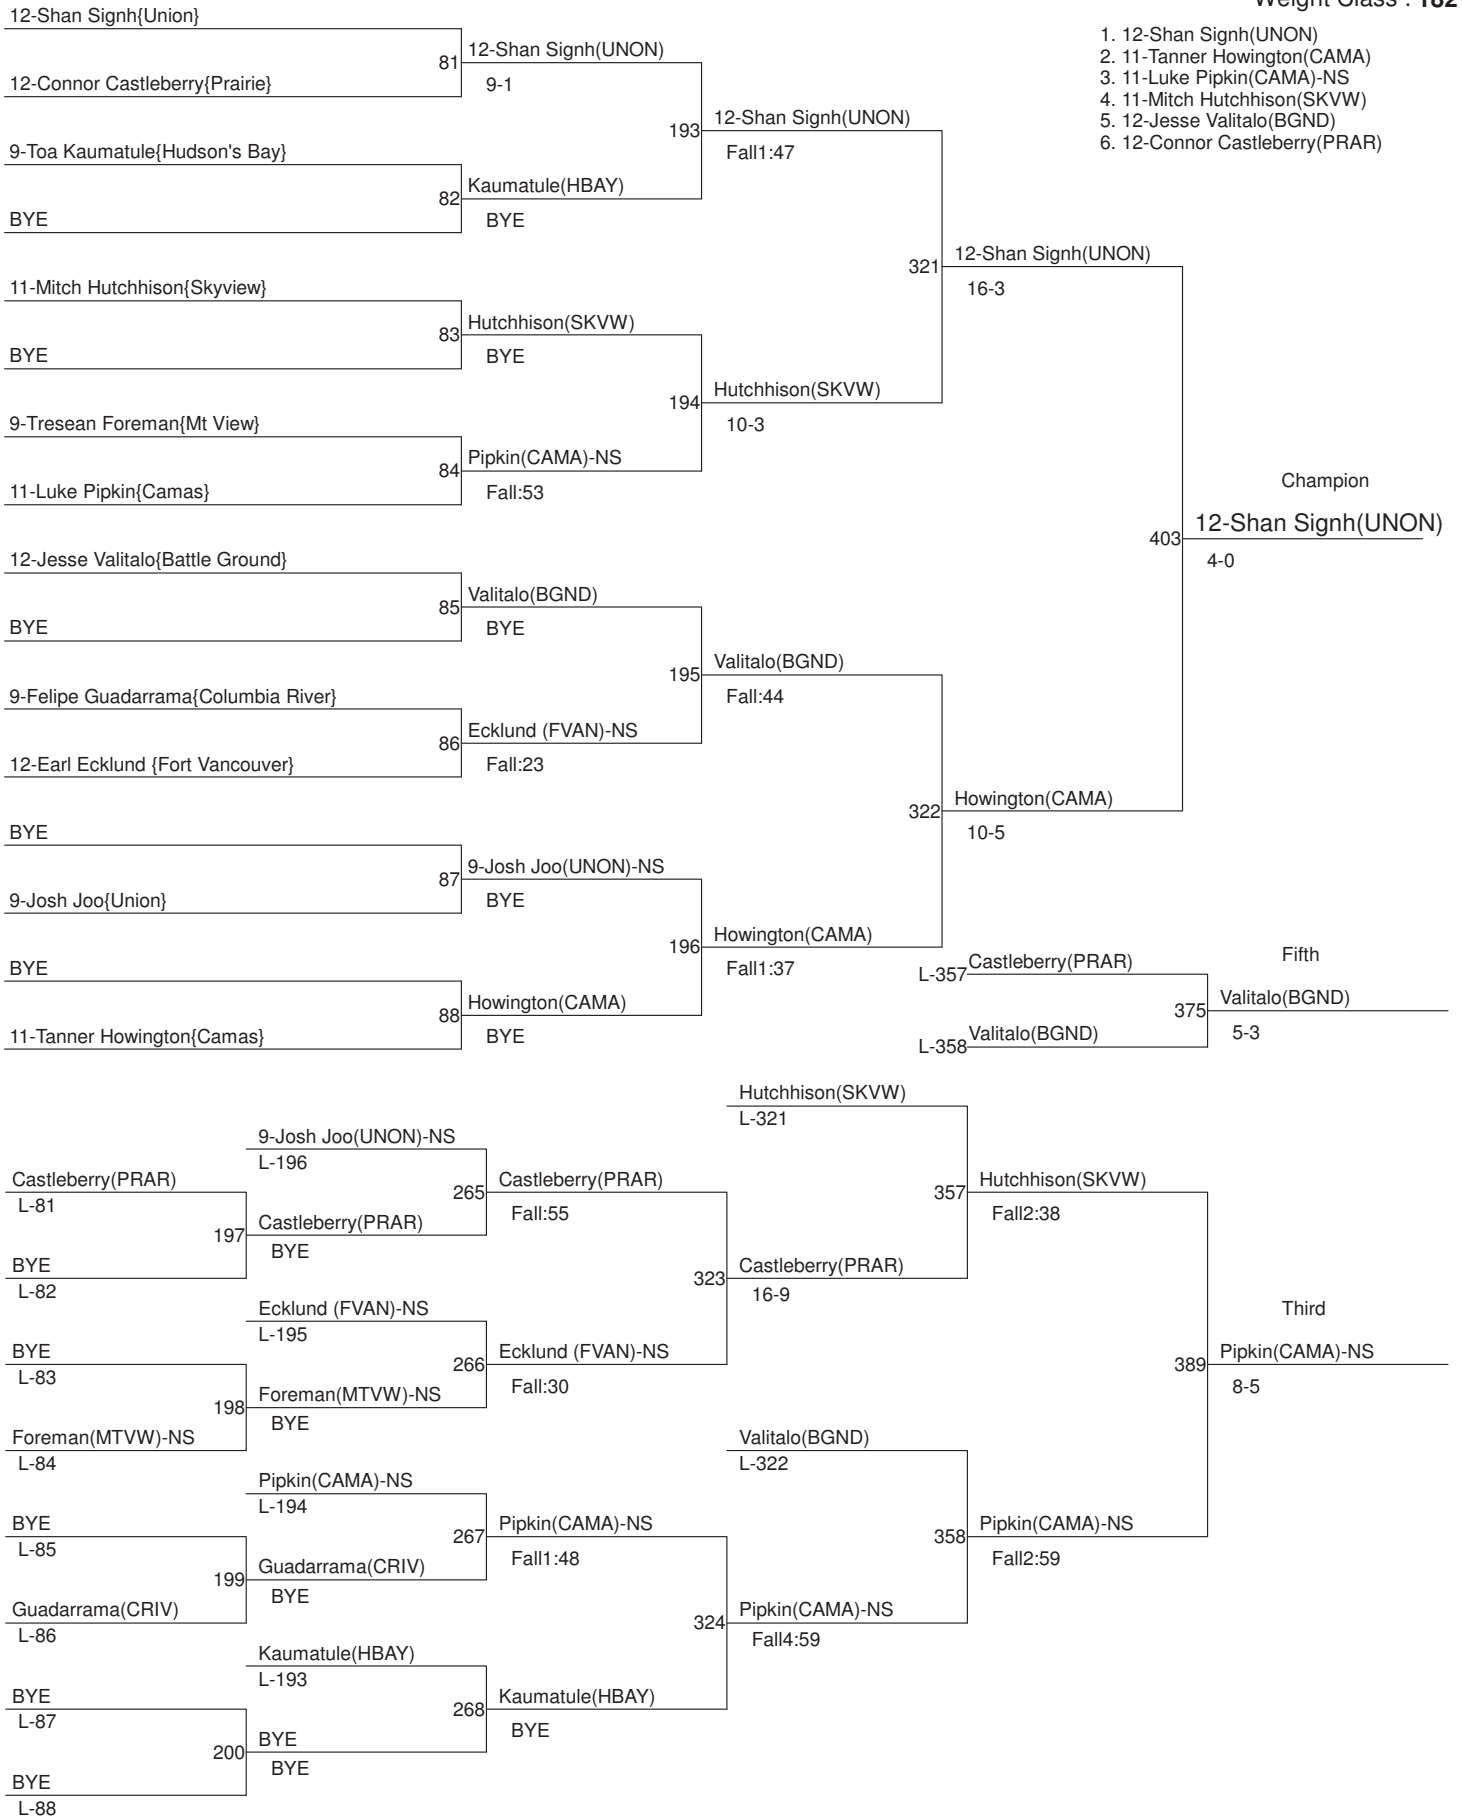 Weight Class : 182
12-Shan Signh{Union}
1. 12-Shan Signh(UNON)
2. 11-Tanner Howington(CAMA)
3. 11-Luke Pipkin(CAMA)-NS
4. 11-Mitch Hutchhison(SKVW)
5. 12-Jesse Valitalo(BGND)
6. 12-Connor Castleberry(PRAR)
81 12-Shan Signh(UNON)
9-1
12-Connor Castleberry{Prairie}
193 12-Shan Signh(UNON)
Fall1:47
9-Toa Kaumatule{Hudson's Bay}
82 Kaumatule(HBAY)
BYE
BYE
321 12-Shan Signh(UNON)
16-3
11-Mitch Hutchhison{Skyview}
83 Hutchhison(SKVW)
BYE
BYE
194 Hutchhison(SKVW)
10-3
9-Tresean Foreman{Mt View}
84 Pipkin(CAMA)-NS
Fall:53
11-Luke Pipkin{Camas}
Champion
403 12-Shan Signh(UNON)
4-0
12-Jesse Valitalo{Battle Ground}
85 Valitalo(BGND)
BYE
BYE
195 Valitalo(BGND)
Fall:44
9-Felipe Guadarrama{Columbia River}
86 Ecklund (FVAN)-NS
Fall:23
12-Earl Ecklund {Fort Vancouver}
322 Howington(CAMA)
10-5
BYE
87 9-Josh Joo(UNON)-NS
BYE
9-Josh Joo{Union}
196 Howington(CAMA)
Fall1:37
BYE
88 Howington(CAMA)
BYE
11-Tanner Howington{Camas}
Fifth
L-357 Castleberry(PRAR)
375 Valitalo(BGND)
5-3
L-358 Valitalo(BGND)
Hutchhison(SKVW)
L-321
9-Josh Joo(UNON)-NS
L-196
Castleberry(PRAR)
L-81
265 Castleberry(PRAR)
Fall:55
357 Hutchhison(SKVW)
Fall2:38
197 Castleberry(PRAR)
BYE
BYE
L-82
323 Castleberry(PRAR)
16-9
Ecklund (FVAN)-NS
L-195
Third
BYE
L-83
266 Ecklund (FVAN)-NS
Fall:30
389 Pipkin(CAMA)-NS
8-5
198 Foreman(MTVW)-NS
BYE
Foreman(MTVW)-NS
L-84
Valitalo(BGND)
L-322
Pipkin(CAMA)-NS
L-194
BYE
L-85
267 Pipkin(CAMA)-NS
Fall1:48
358 Pipkin(CAMA)-NS
Fall2:59
199 Guadarrama(CRIV)
BYE
Guadarrama(CRIV)
L-86
324 Pipkin(CAMA)-NS
Fall4:59
Kaumatule(HBAY)
L-193
BYE
L-87
268 Kaumatule(HBAY)
BYE
200 BYE
BYE
BYE
L-88